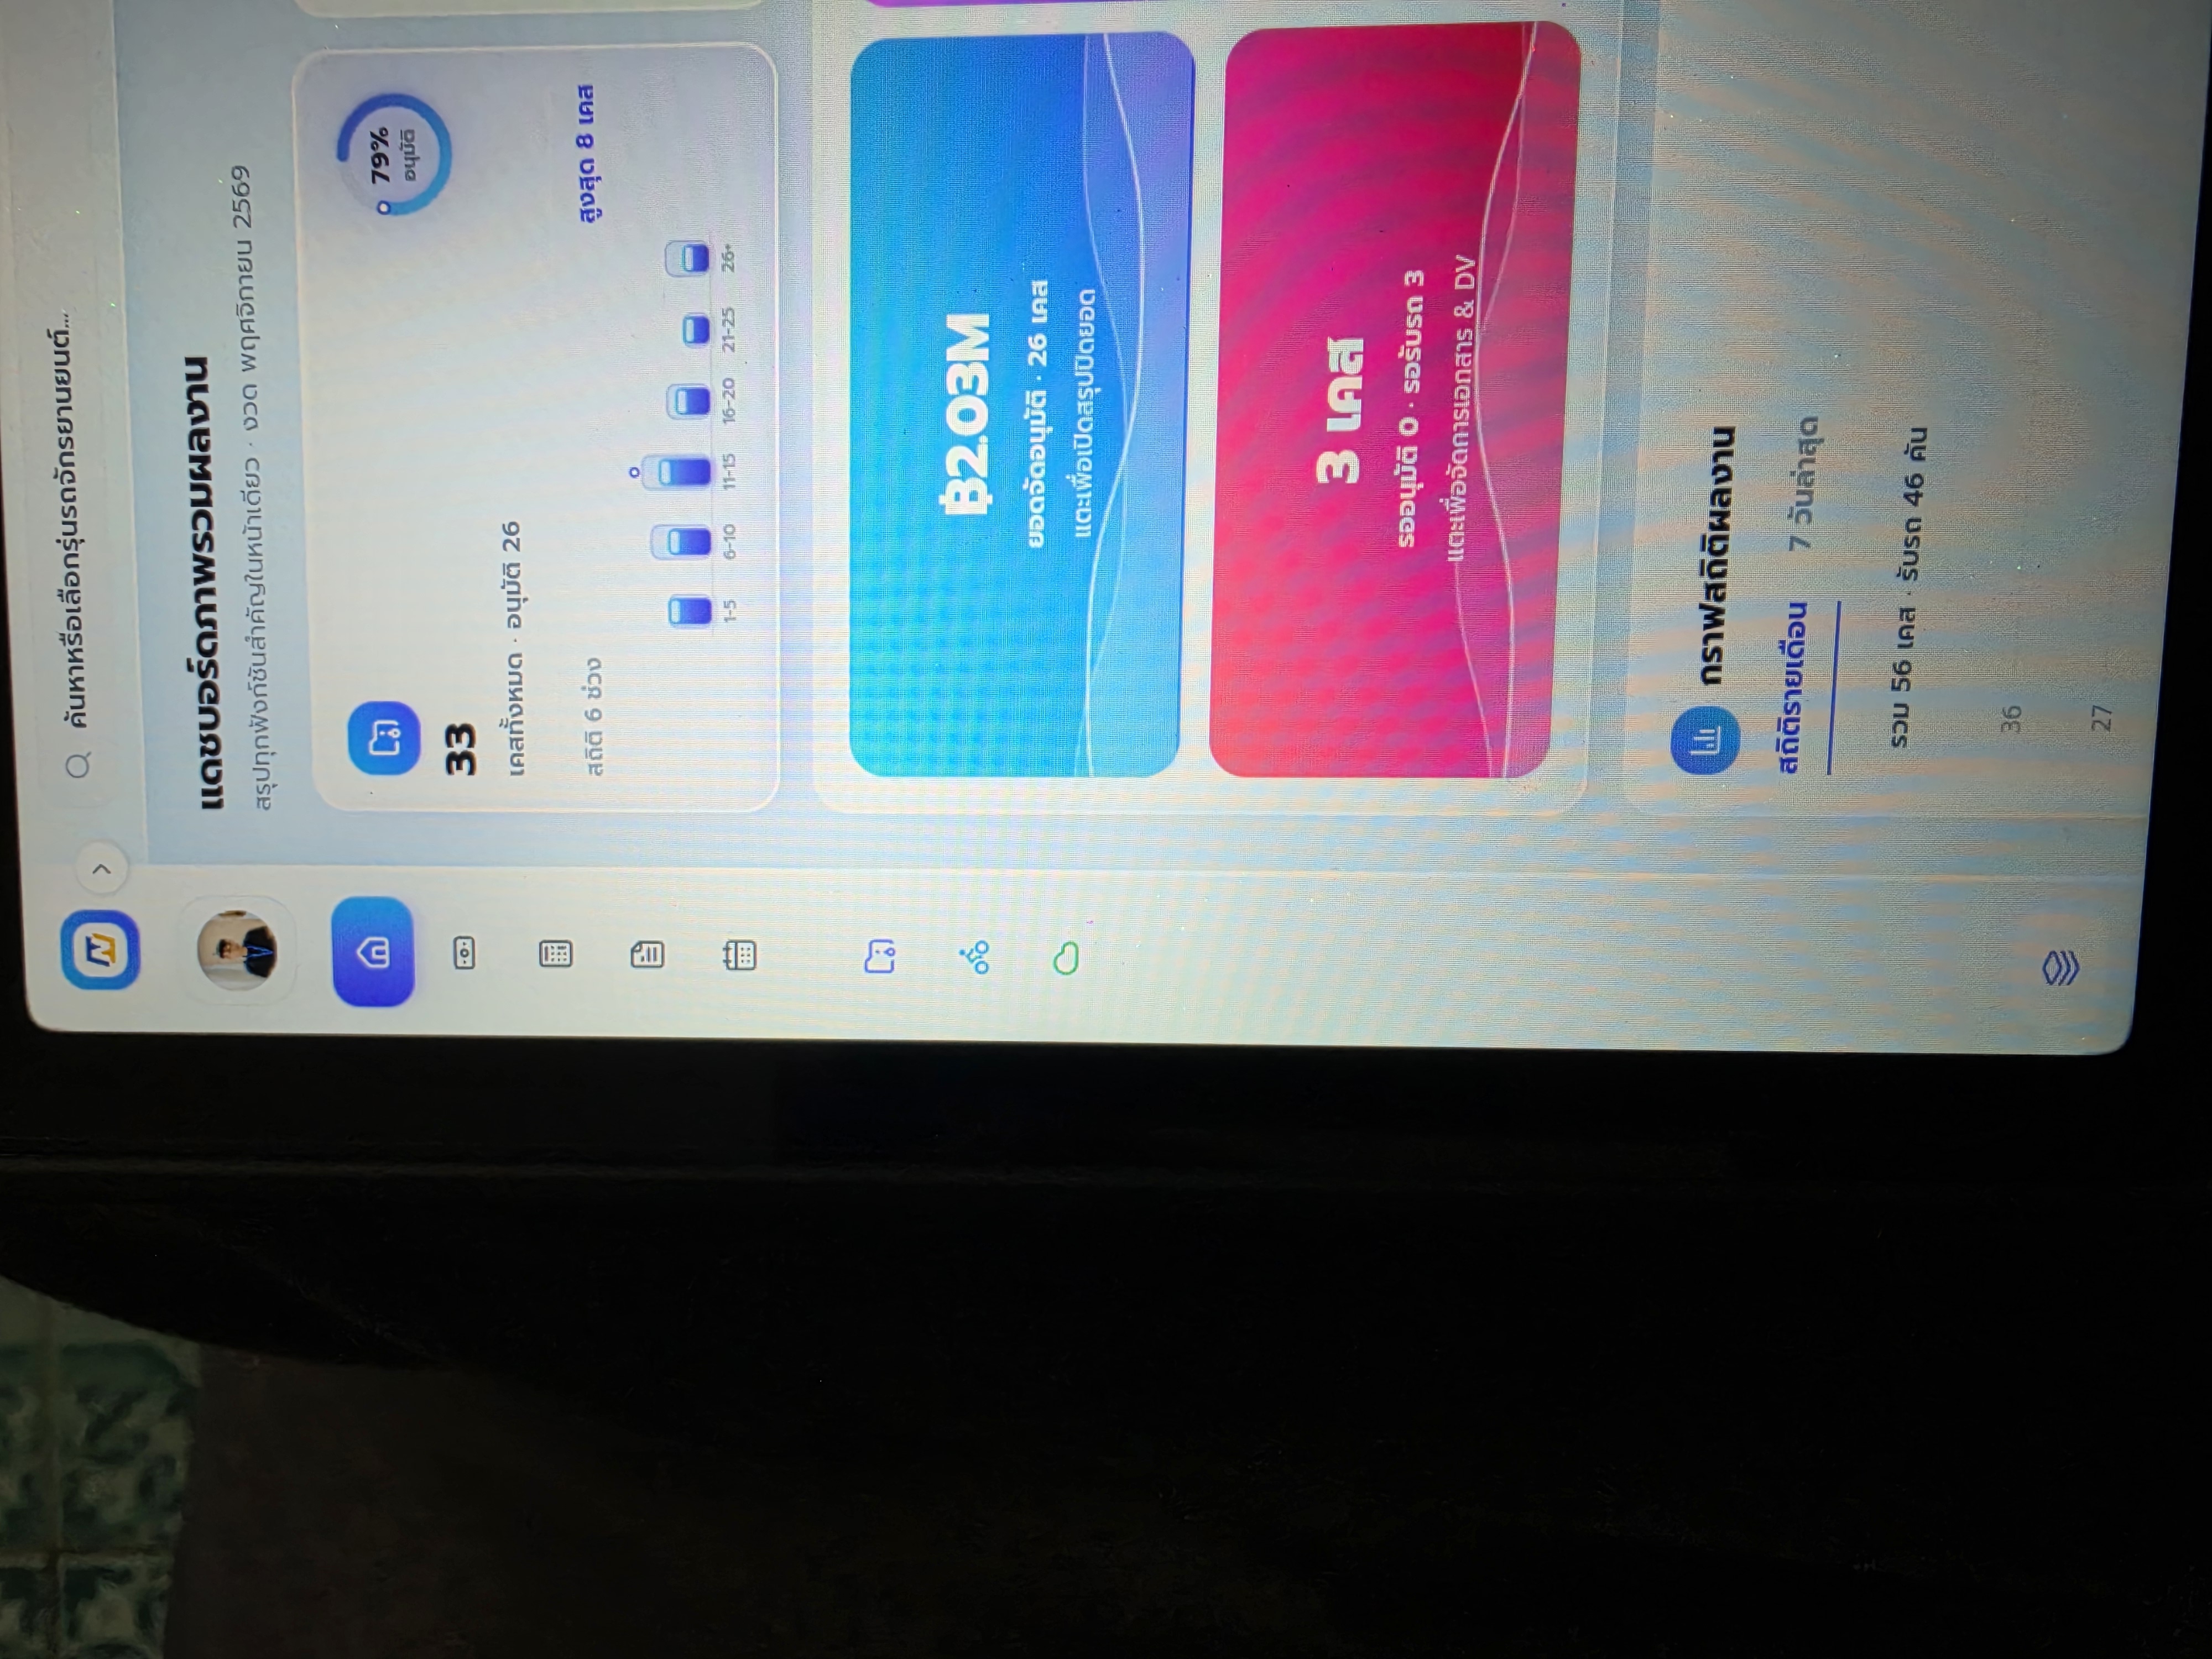 ค้นหาหรือเลือกรุ่นรถจักรยานยนต์...
แดชบอร์ดภาพรวมผลงาน
สรุปทุกฟังก์ชันสำคัญในหน้าเดียว · งวด พฤศจิกายน 2569
79%
อนุมัติ
33
เคสทั้งหมด · อนุมัติ 26
สถิติ 6 ช่วง
สูงสุด 8 เคส
1-5 6-10 11-15 16-20 21-25 26+
฿2.03M
ยอดจัดอนุมัติ · 26 เคส
แตะเพื่อเปิดสรุปปิดยอด
3 เคส
รออนุมัติ 0 · รอรับรถ 3
แตะเพื่อจัดการเอกสาร & DV
กราฟสถิติผลงาน
สถิติรายเดือน 7 วันล่าสุด
รวม 56 เคส · รับรถ 46 คัน
36
27